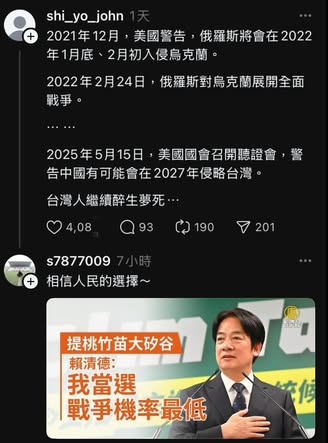 shi_yo_john 1天
2021年12月，美國警告，俄羅斯將會在2022
年1月底、2月初入侵烏克蘭。
2022年2月24日，俄羅斯對烏克蘭展開全面
戰爭。
… …
2025年5月15日，美國國會召開聽證會，警
告中國有可能會在2027年侵略台灣。
台灣人繼續醉生夢死…
4,08 93 190 201
s7877009 7小時
相信人民的選擇～
提桃竹苗大矽谷
賴清德：
我當選
戰爭機率最低